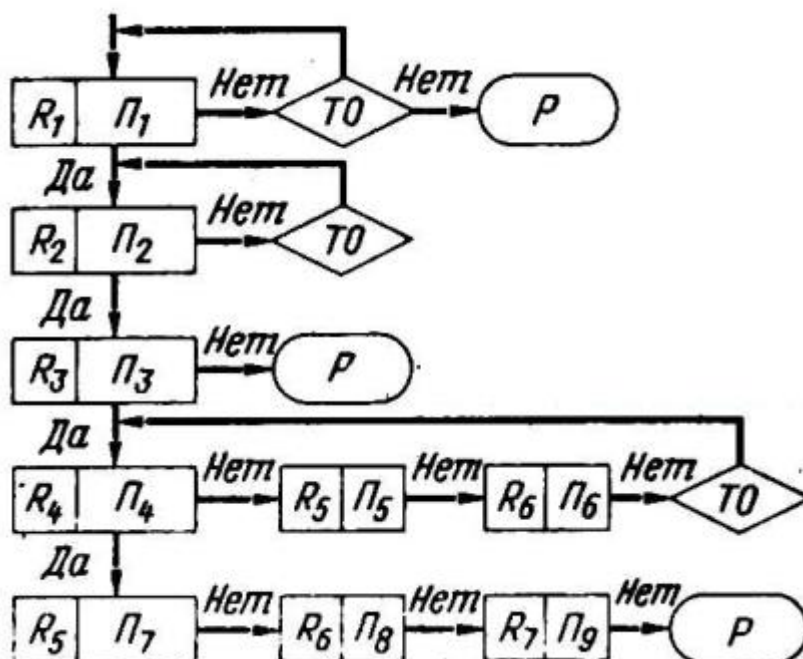 Нет Нет
R₁ П₁ ТО Р
Да Нет
R₂ П₂ ТО
Да Нет
R₃ П₃ Р
Да Нет Нет Нет
R₄ П₄ R₅ П₅ R₆ П₆ ТО
Да Нет Нет Нет
R₅ П₇ R₆ П₈ R₇ П₉ Р